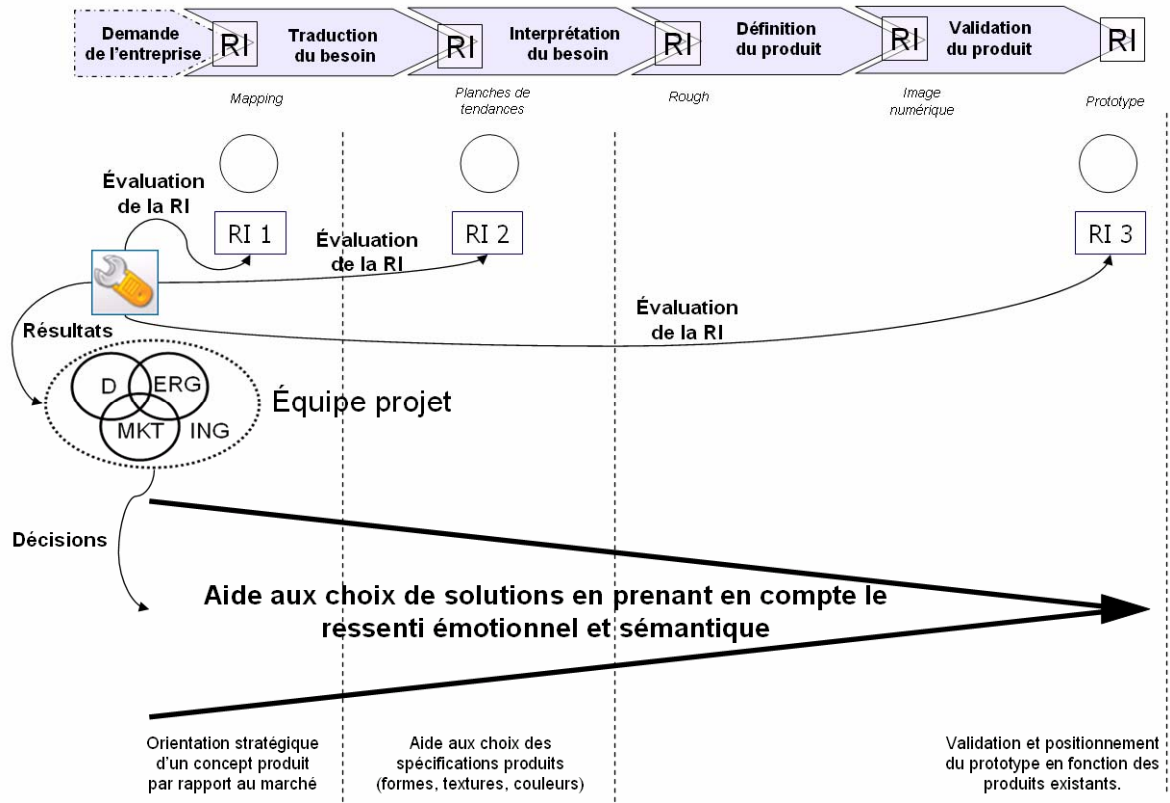 Demande
de l'entreprise
RI
Traduction
du besoin
RI
Interprétation
du besoin
RI
Définition
du produit
RI
Validation
du produit
RI
Mapping
Planches de
tendances
Rough
Image
numérique
Prototype
Évaluation
de la RI
RI 1
Évaluation
de la RI
RI 2
RI 3
Évaluation
de la RI
Résultats
D
ERG
MKT
ING
Équipe projet
Décisions
Aide aux choix de solutions en prenant en compte le
ressenti émotionnel et sémantique
Orientation stratégique
d'un concept produit
par rapport au marché
Aide aux choix des
spécifications produits
(formes, textures, couleurs)
Validation et positionnement
du prototype en fonction des
produits existants.